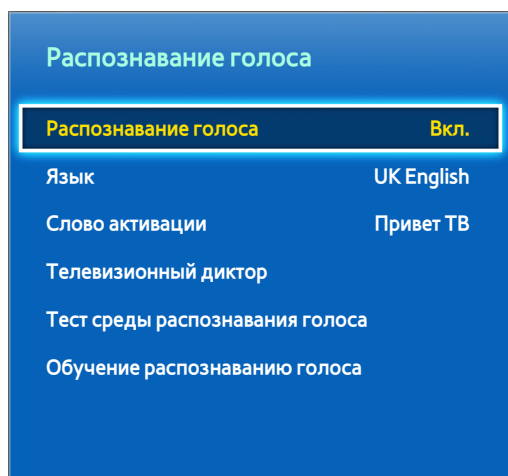 Распознавание голоса
Распознавание голоса Вкл.
Язык UK English
Слово активации Привет ТВ
Телевизионный диктор
Тест среды распознавания голоса
Обучение распознаванию голоса